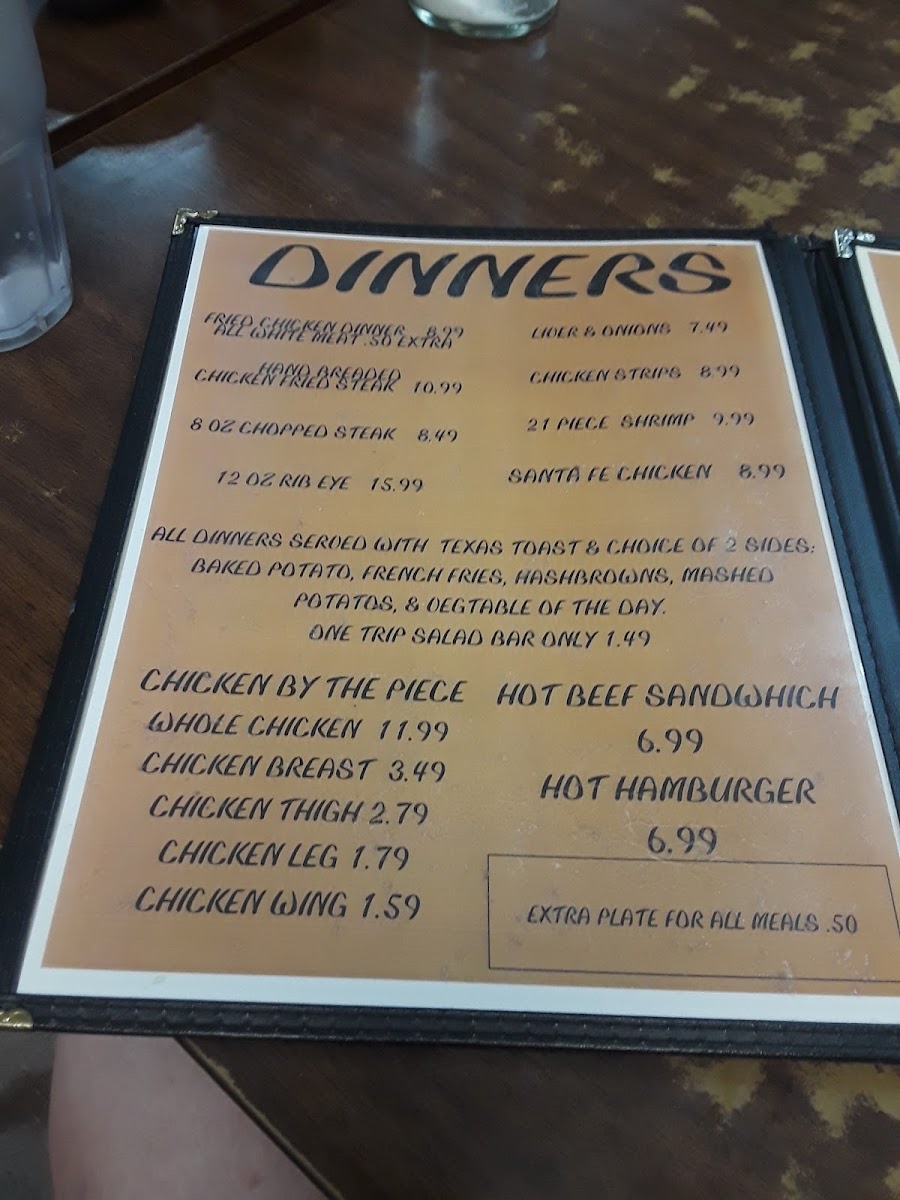 DINNERS
FRIED CHICKEN DINNER 8.99
ALL WHITE MEAT .50 EXTRA
HAND BREADED
CHICKEN FRIED STEAK 10.99
8 OZ CHOPPED STEAK 8.49
12 OZ RIB EYE 15.99
LIVER & ONIONS 7.49
CHICKEN STRIPS 8.99
21 PIECE SHRIMP 9.99
SANTA FE CHICKEN 8.99
ALL DINNERS SERVED WITH TEXAS TOAST & CHOICE OF 2 SIDES:
BAKED POTATO, FRENCH FRIES, HASHBROWNS, MASHED
POTATOS, & VEGTABLE OF THE DAY.
ONE TRIP SALAD BAR ONLY 1.49
CHICKEN BY THE PIECE
WHOLE CHICKEN 11.99
CHICKEN BREAST 3.49
CHICKEN THIGH 2.79
CHICKEN LEG 1.79
CHICKEN WING 1.59
HOT BEEF SANDWHICH
6.99
HOT HAMBURGER
6.99
EXTRA PLATE FOR ALL MEALS .50